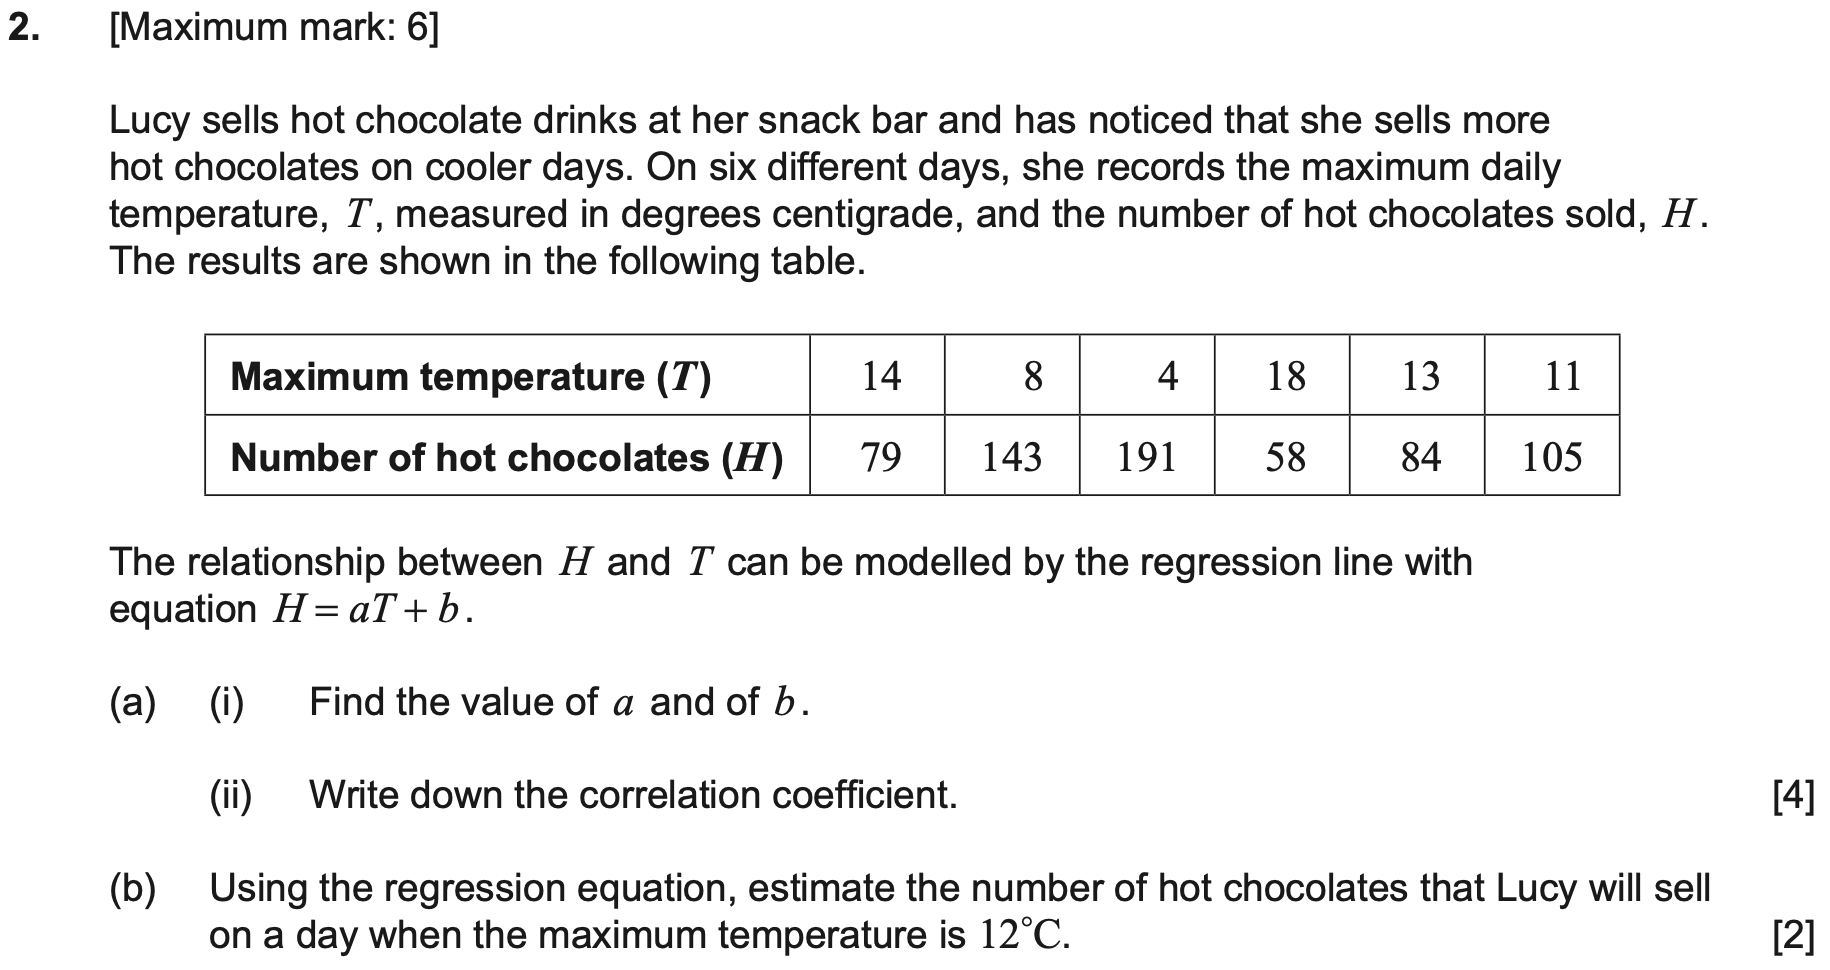 2. [Maximum mark: 6]
Lucy sells hot chocolate drinks at her snack bar and has noticed that she sells more
hot chocolates on cooler days. On six different days, she records the maximum daily
temperature, T, measured in degrees centigrade, and the number of hot chocolates sold, H.
The results are shown in the following table.
Maximum temperature (T) 14 8 4 18 13 11
Number of hot chocolates (H) 79 143 191 58 84 105
The relationship between H and T can be modelled by the regression line with
equation H = aT + b.
(a) (i) Find the value of a and of b.
(ii) Write down the correlation coefficient. [4]
(b) Using the regression equation, estimate the number of hot chocolates that Lucy will sell
on a day when the maximum temperature is 12°C. [2]